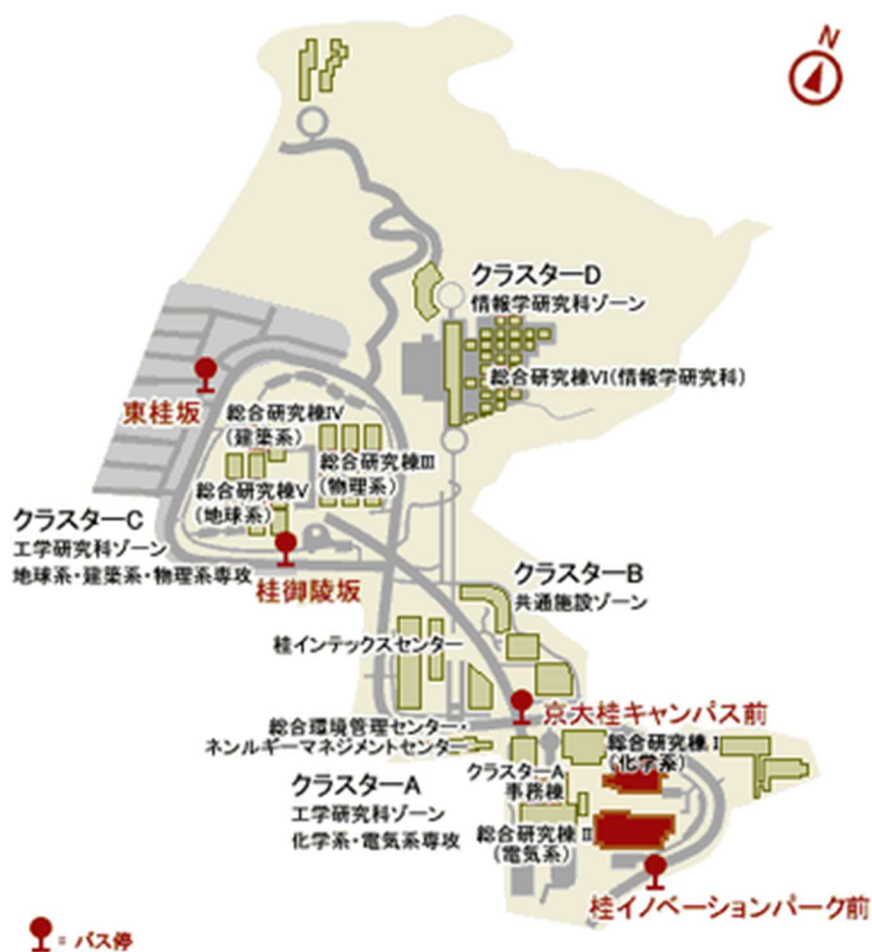 N
クラスターD
情報学研究科ゾーン
総合研究棟VI(情報学研究科)
東桂坂
総合研究棟IV
(建築系)
総合研究棟III
(物理系)
総合研究棟V
(地球系)
クラスターC
工学研究科ゾーン
地球系・建築系・物理系専攻
桂御陵坂
クラスターB
共通施設ゾーン
桂インテックスセンター
京大桂キャンパス前
総合環境管理センター・
ネンルギーマネジメントセンター
総合研究棟 I
(化学系)
クラスターA
事務棟
クラスターA
工学研究科ゾーン
化学系・電気系専攻
総合研究棟 II
(電気系)
桂イノベーションパーク前
= バス停